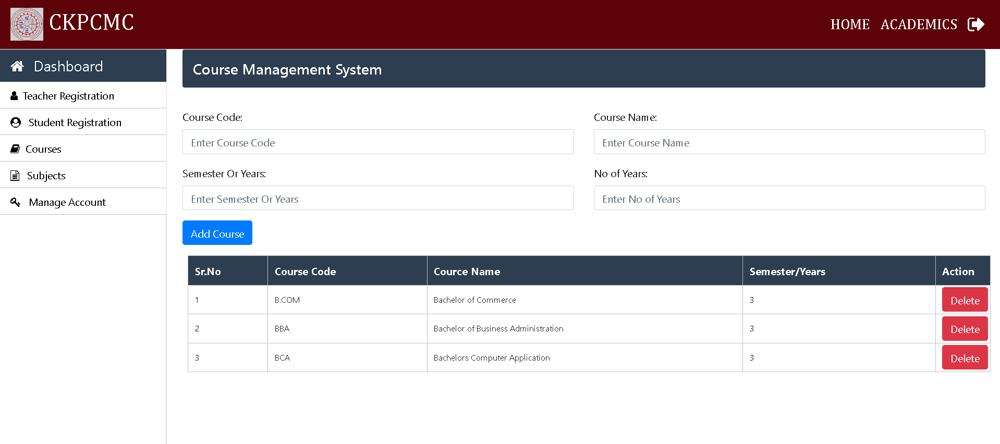 CKPCMC
HOME ACADEMICS
Dashboard
Teacher Registration
Student Registration
Courses
Subjects
Manage Account
Course Management System
Course Code: Course Name:
Enter Course Code Enter Course Name
Semester Or Years: No of Years:
Enter Semester Or Years Enter No of Years
Add Course
Sr.No Course Code Cource Name Semester/Years Action
1 B.COM Bachelor of Commerce 3 Delete
2 BBA Bachelor of Business Administration 3 Delete
3 BCA Bachelors Computer Application 3 Delete